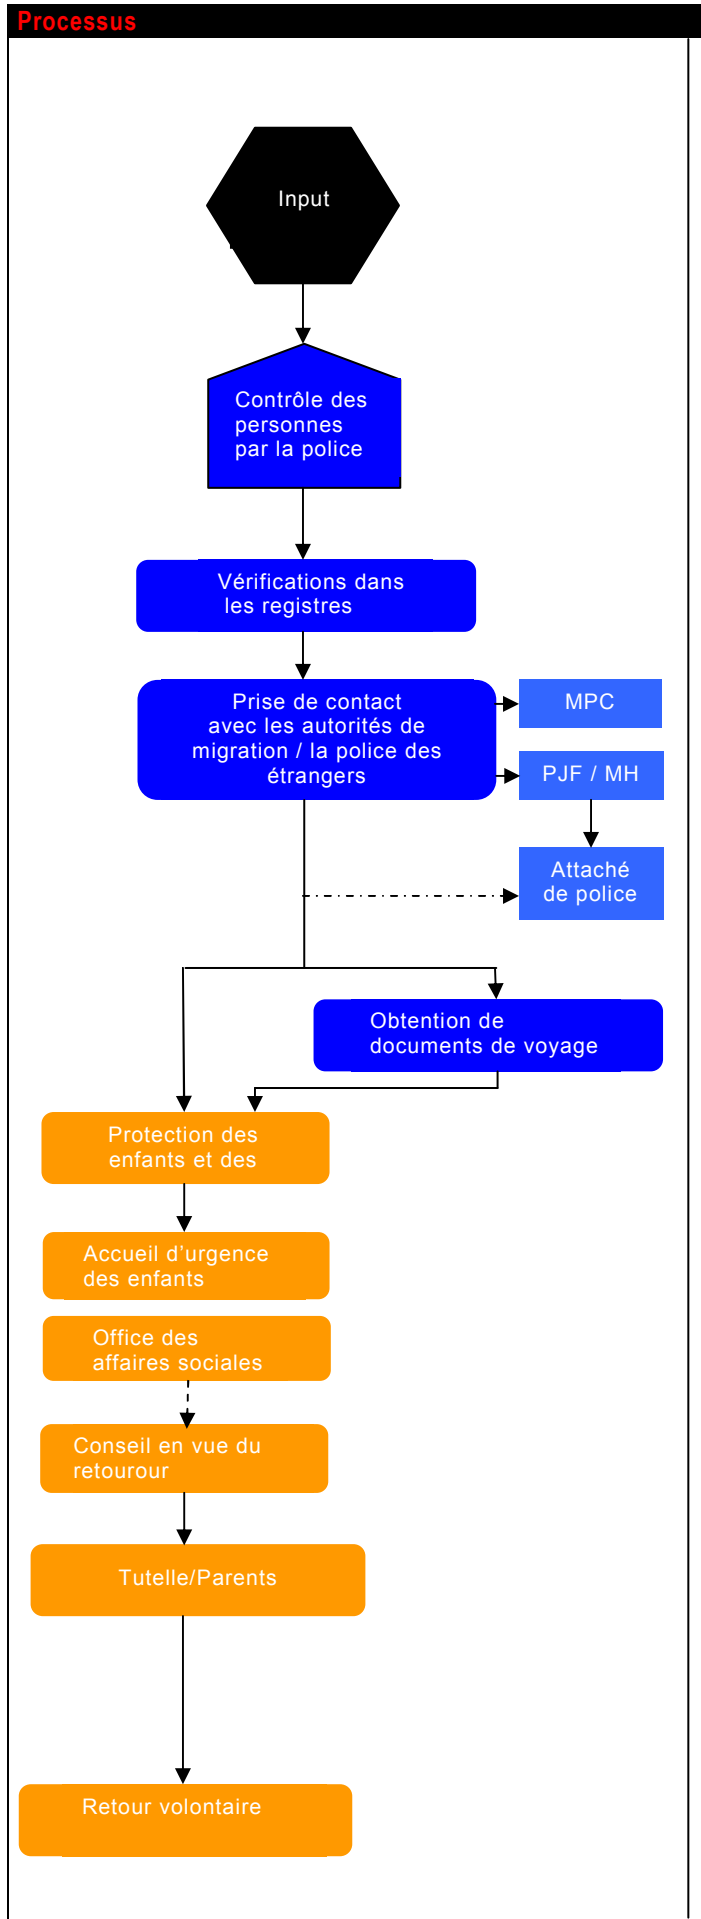 Processus
Input
Contrôle des
personnes
par la police
Vérifications dans
les registres
Prise de contact
avec les autorités de
migration / la police des
étrangers
MPC
PJF / MH
Attaché
de police
Obtention de
documents de voyage
Protection des
enfants et des
Accueil d’urgence
des enfants
Office des
affaires sociales
Conseil en vue du
retourour
Tutelle/Parents
Retour volontaire